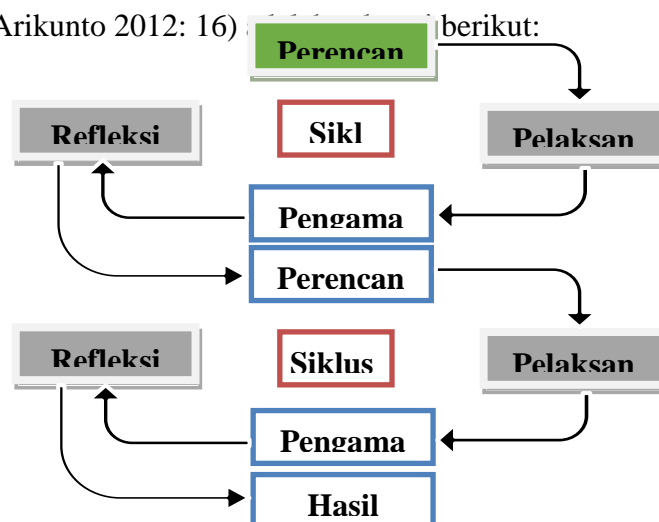 Arikunto 2012: 16) berikut:
Perencan
Refleksi
Sikl
Pelaksan
Pengama
Perencan
Refleksi
Siklus
Pelaksan
Pengama
Hasil